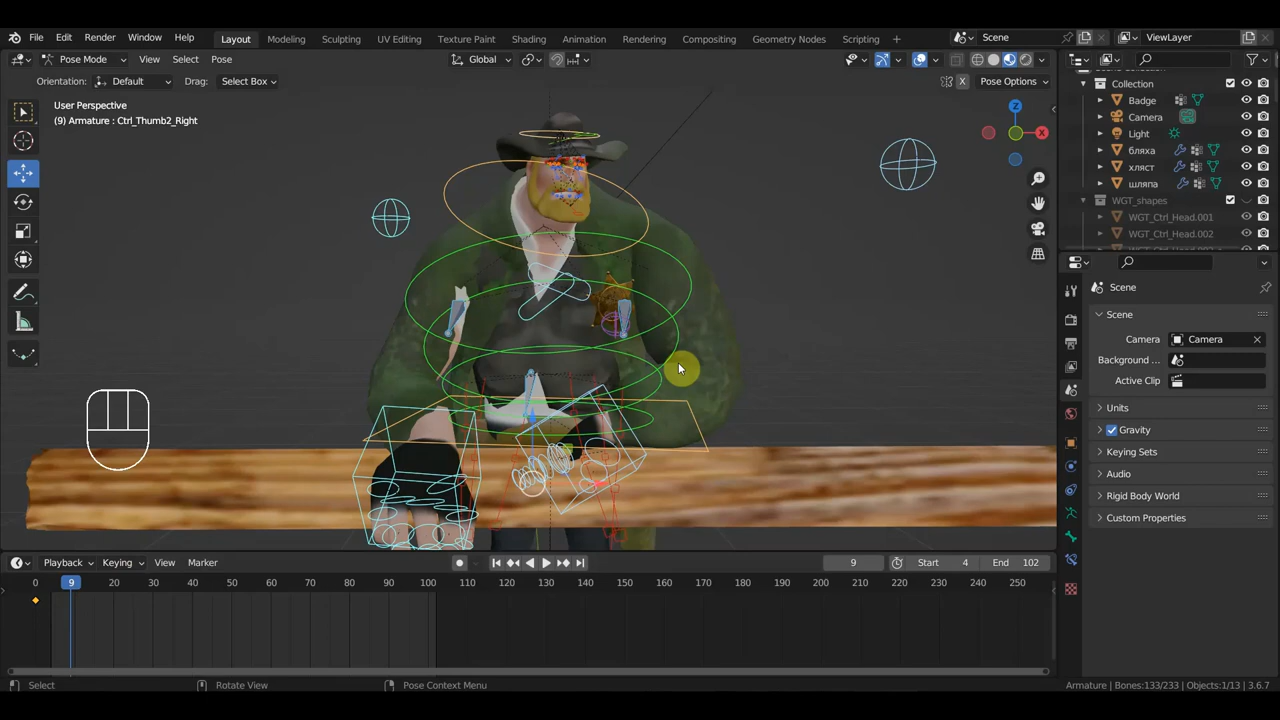 File Edit Render Window Help Layout Modeling Sculpting UV Editing Texture Paint Shading Animation Rendering Compositing Geometry Nodes Scripting + Scene ViewLayer
Pose Mode View Select Pose Global
Orientation: Default Drag: Select Box X Pose Options
User Perspective
(9) Armature : Ctrl_Thumb2_Right
Z
X
Collection
Badge
Camera
Light
бляха
хляст
шляпа
WGT_shapes
WGT_Ctrl_Head.001
WGT_Ctrl_Head.002
Scene
Scene
Camera Camera
Background ...
Active Clip
Units
Gravity
Keying Sets
Audio
Rigid Body World
Custom Properties
Playback Keying View Marker 9 Start 4 End 102
0 9 20 30 40 50 60 70 80 90 100 110 120 130 140 150 160 170 180 190 200 210 220 230 240 250
Select Rotate View Pose Context Menu Armature | Bones:133/233 | Objects:1/13 | 3.6.7